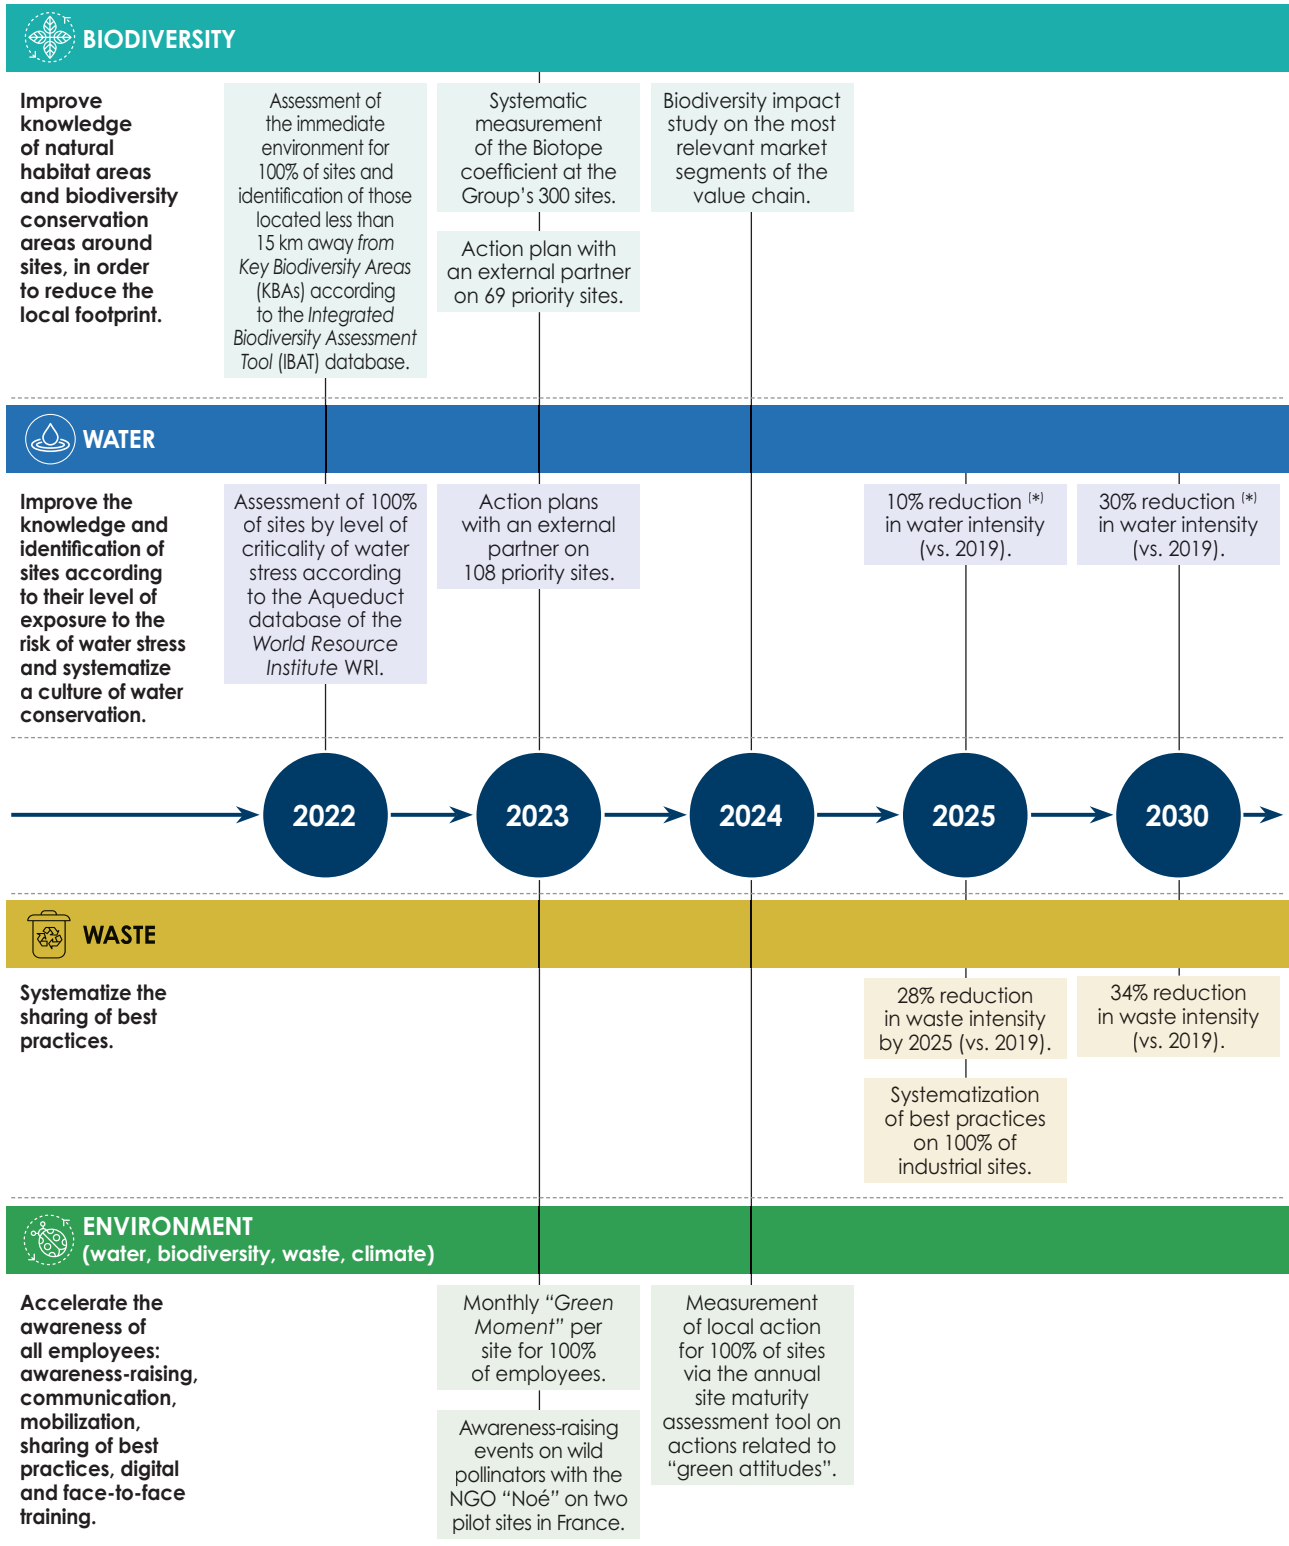 BIODIVERSITY
Improve
knowledge
of natural
habitat areas
and biodiversity
conservation
areas around
sites, in order
to reduce the
local footprint.
Assessment of
the immediate
environment for
100% of sites and
identification of those
located less than
15 km away from
Key Biodiversity Areas
(KBAs) according
to the Integrated
Biodiversity Assessment
Tool (IBAT) database.
Systematic
measurement
of the Biotope
coefficient at the
Group’s 300 sites.
Action plan with
an external partner
on 69 priority sites.
Biodiversity impact
study on the most
relevant market
segments of the
value chain.
WATER
Improve the
knowledge and
identification of
sites according
to their level of
exposure to the
risk of water stress
and systematize
a culture of water
conservation.
Assessment of 100%
of sites by level of
criticality of water
stress according
to the Aqueduct
database of the
World Resource
Institute WRI.
Action plans
with an external
partner on
108 priority sites.
10% reduction (*)
in water intensity
(vs. 2019).
30% reduction (*)
in water intensity
(vs. 2019).
2022
2023
2024
2025
2030
WASTE
Systematize the
sharing of best
practices.
28% reduction
in waste intensity
by 2025 (vs. 2019).
Systematization
of best practices
on 100% of
industrial sites.
34% reduction
in waste intensity
(vs. 2019).
ENVIRONMENT
(water, biodiversity, waste, climate)
Accelerate the
awareness of
all employees:
awareness-raising,
communication,
mobilization,
sharing of best
practices, digital
and face-to-face
training.
Monthly “Green
Moment” per
site for 100%
of employees.
Awareness-raising
events on wild
pollinators with the
NGO “Noé” on two
pilot sites in France.
Measurement
of local action
for 100% of sites
via the annual
site maturity
assessment tool on
actions related to
“green attitudes”.